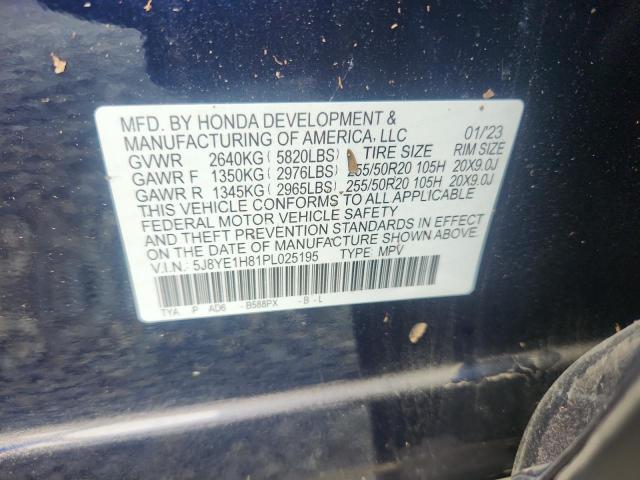 MFD. BY HONDA DEVELOPMENT &
MANUFACTURING OF AMERICA, LLC 01/'23
GVWR 2640KG ( 5820LBS) TIRE SIZE RIM SIZE
GAWR F 1350KG ( 2976LBS) 255/50R20 105H 20X9.0J
GAWR R 1345KG ( 2965LBS) 255/50R20 105H 20X9.0J
THIS VEHICLE CONFORMS TO ALL APPLICABLE
FEDERAL MOTOR VEHICLE SAFETY
AND THEFT PREVENTION STANDARDS IN EFFECT
ON THE DATE OF MANUFACTURE SHOWN ABOVE.
V.I.N.: 5J8YE1H81PL025195 TYPE: MPV
TYA P AD6 - B588PX - B - L